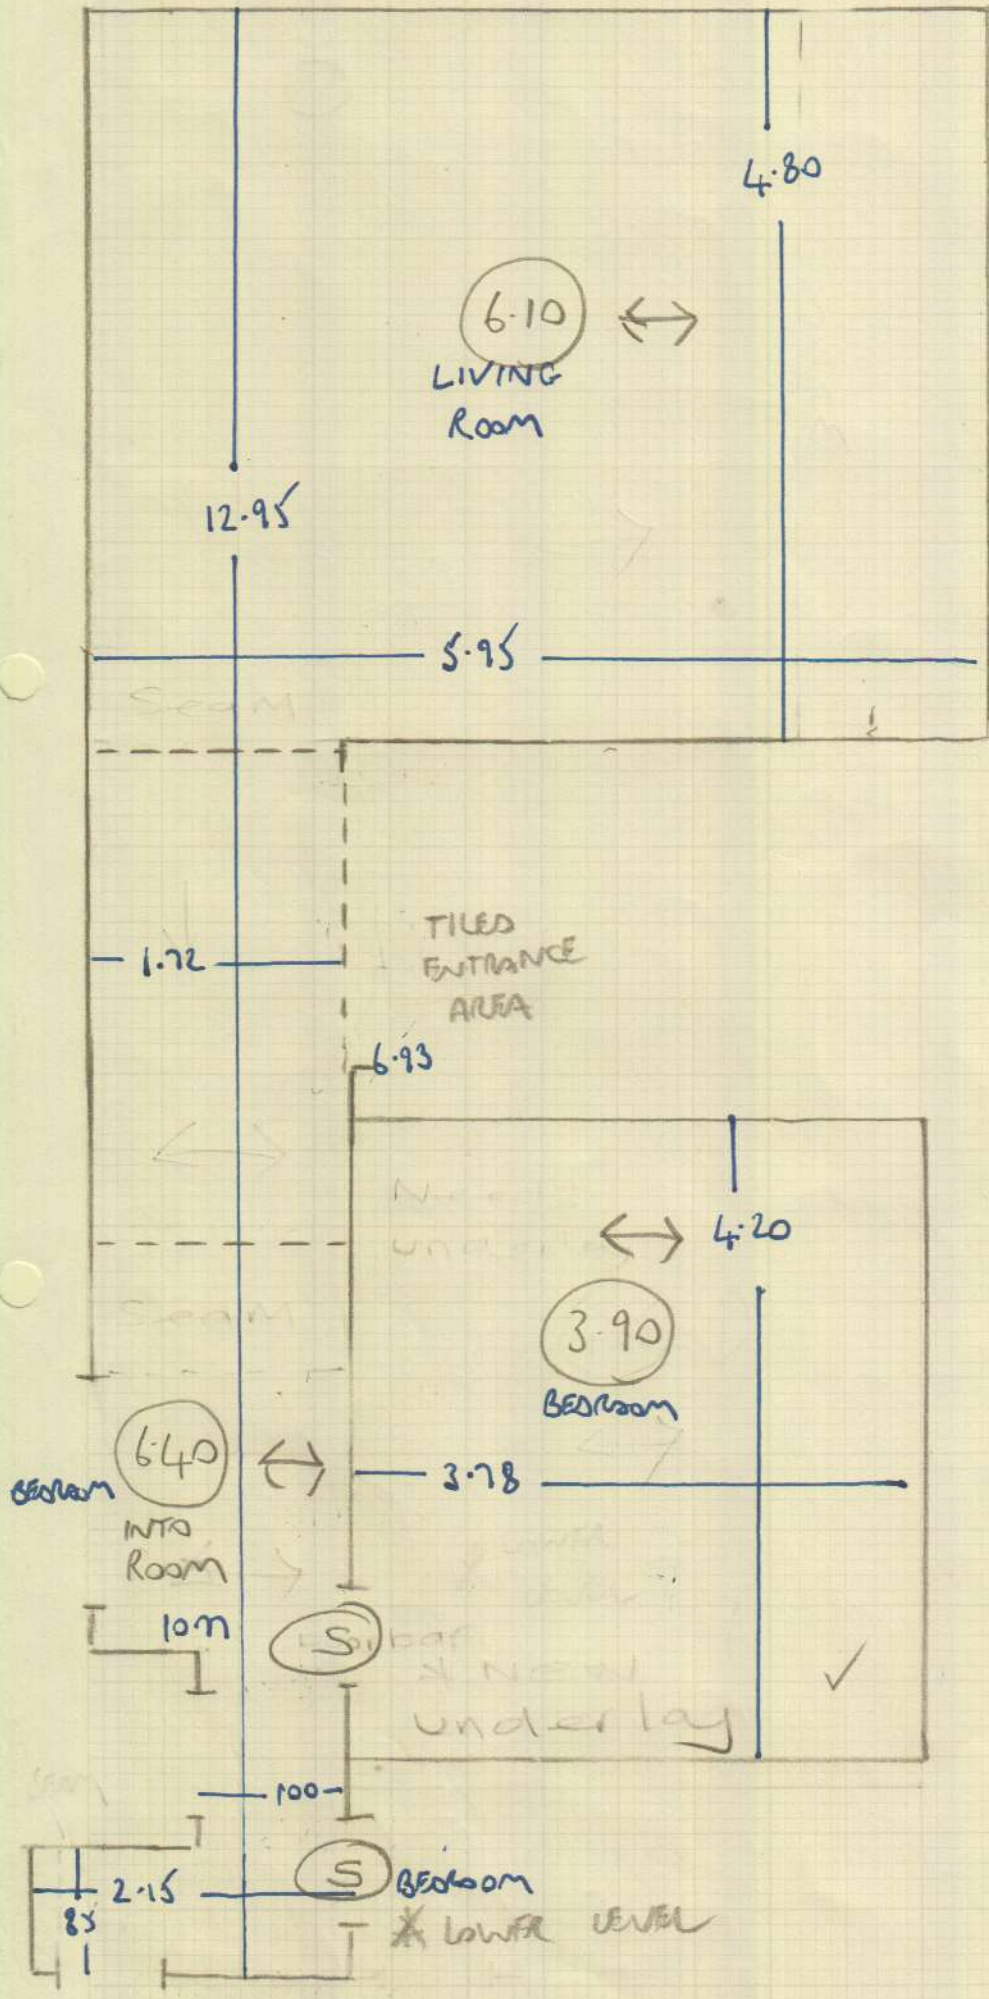 4.80
6.10
LIVING
ROOM
12.95
5.95
Seam
1.72
TILED
ENTRANCE
AREA
6.93
4.20
Seam
3.90
BEDROOM
6.40
BEDROOM
3.78
INTO
ROOM
10m
S
underlay
100
S
BEDROOM
2.15
85
* LOWER LEVEL